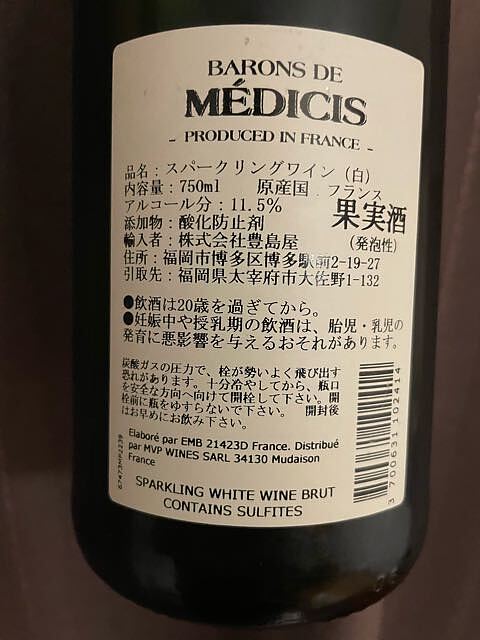 BARONS DE
MÉDICIS
- PRODUCED IN FRANCE -
品名：スパークリングワイン（白）
内容量：750ml　原産国：フランス
アルコール分：11.5%
果実酒
添加物：酸化防止剤
輸入者：株式会社豊島屋　（発泡性）
住所：福岡市博多区博多駅前2-19-27
引取先：福岡県太宰府市大佐野1-132
●飲酒は20歳を過ぎてから。
●妊娠中や授乳期の飲酒は、胎児・乳児の
発育に悪影響を与えるおそれがあります。
炭酸ガスの圧力で、栓が勢いよく飛び出す
恐れがあります。十分冷やしてから、瓶口
を安全な方向へ向けて開栓して下さい。開
栓前に瓶をゆすらないで下さい。　開封後
はお早めにお飲み下さい。
Elaboré par EMB 21423D France. Distribué
par MVP WINES SARL 34130 Mudaison
France
SPARKLING WHITE WINE BRUT
CONTAINS SULFITES
3 700631 102414